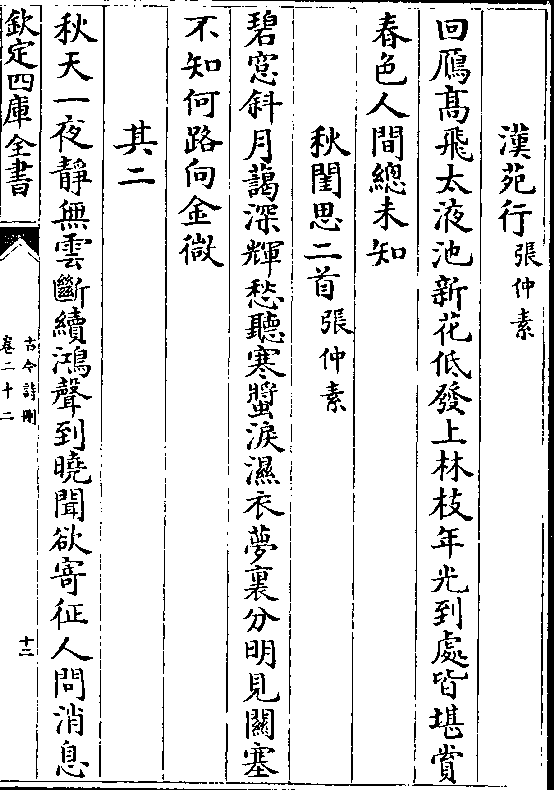 漢苑行 張仲素
回鴈髙飛太液池新花低發上林枝年光到處皆堪賞
春色人間總未知
秋閨思二首 張仲素
碧窓斜月藹深輝愁聽寒螿淚濕衣夢裏分明見闗塞
不知何路向金㣲
其二
秋天一夜靜無雲斷續鴻聲到曉聞欲寄征人問消息
欽定四庫全書
古今詩刪
卷二十二
十三